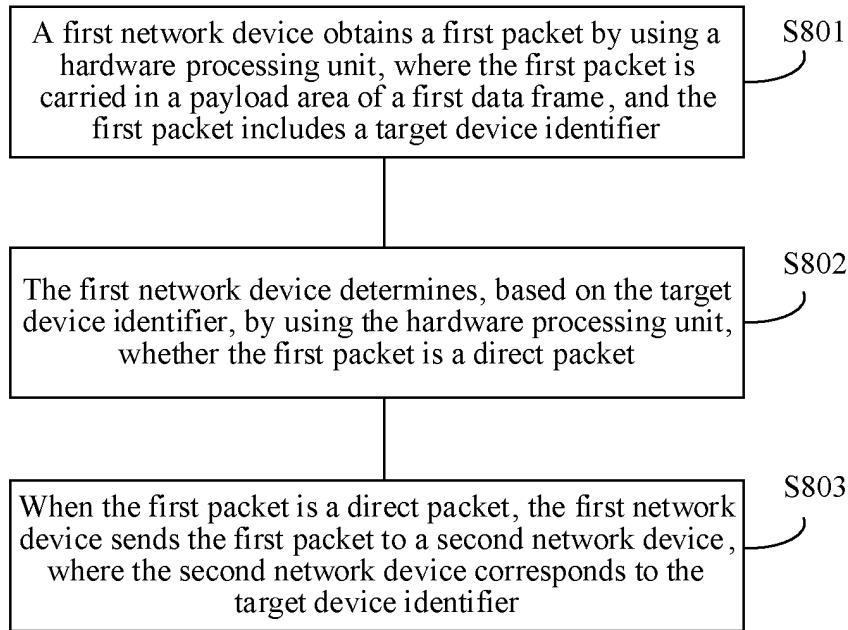 A first network device obtains a first packet by using a
hardware processing unit, where the first packet is
carried in a payload area of a first data frame, and the
first packet includes a target device identifier
S801
The first network device determines, based on the target
device identifier, by using the hardware processing unit,
whether the first packet is a direct packet
S802
When the first packet is a direct packet, the first network
device sends the first packet to a second network device,
where the second network device corresponds to the
target device identifier
S803